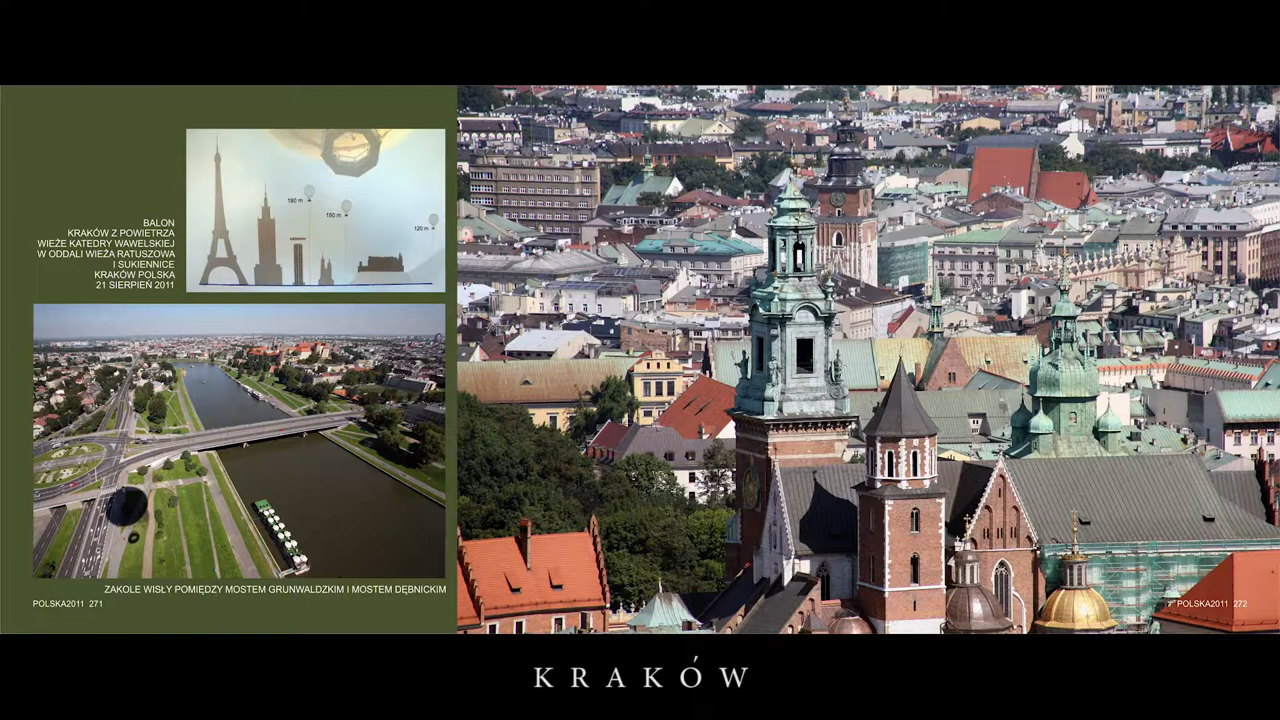 180 m
150 m
120 m
BALON
KRAKÓW Z POWIETRZA
WIEŻE KATEDRY WAWELSKIEJ
W ODDALI WIEŻA RATUSZOWA
I SUKIENNICE
KRAKÓW POLSKA
21 SIERPIEŃ 2011
ZAKOLE WISŁY POMIĘDZY MOSTEM GRUNWALDZKIM I MOSTEM DĘBNICKIM
POLSKA2011 271
POLSKA2011 272
KRAKÓW